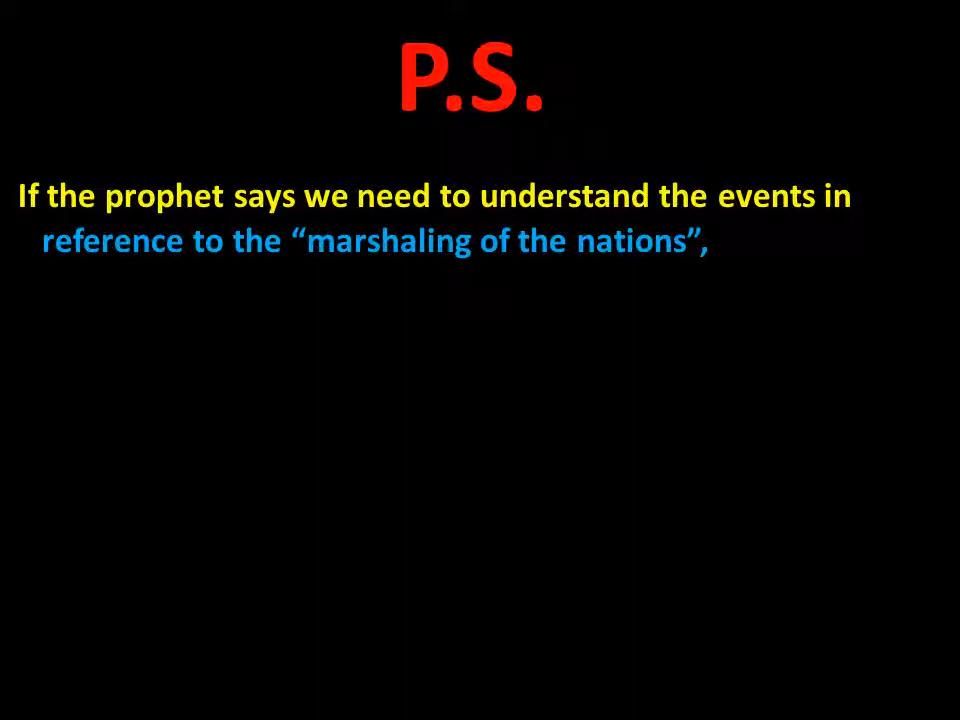 P.S.
If the prophet says we need to understand the events in
reference to the “marshaling of the nations”,